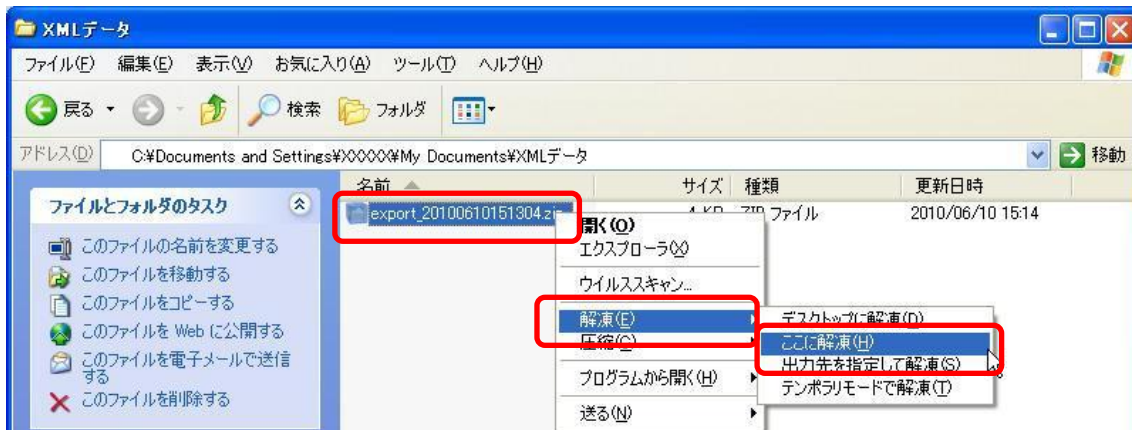 XMLデータ
ファイル(F) 編集(E) 表示(V) お気に入り(A) ツール(T) ヘルプ(H)
戻る 検索 フォルダ
アドレス(D) C:¥Documents and Settings¥XXXXX¥My Documents¥XMLデータ 移動
名前 サイズ 種類 更新日時
export_20100610151304.zip 4 KB ZIP ファイル 2010/06/10 15:14
ファイルとフォルダのタスク
このファイルの名前を変更する
このファイルを移動する
このファイルをコピーする
このファイルを Web に公開する
このファイルを電子メールで送信
する
このファイルを削除する
開く(O)
エクスプローラ(X)
ウイルススキャン...
解凍(E)
圧縮(C)
プログラムから開く(H)
送る(N)
デスクトップに解凍(D)
ここに解凍(H)
出力先を指定して解凍(S)
テンポラリモードで解凍(T)